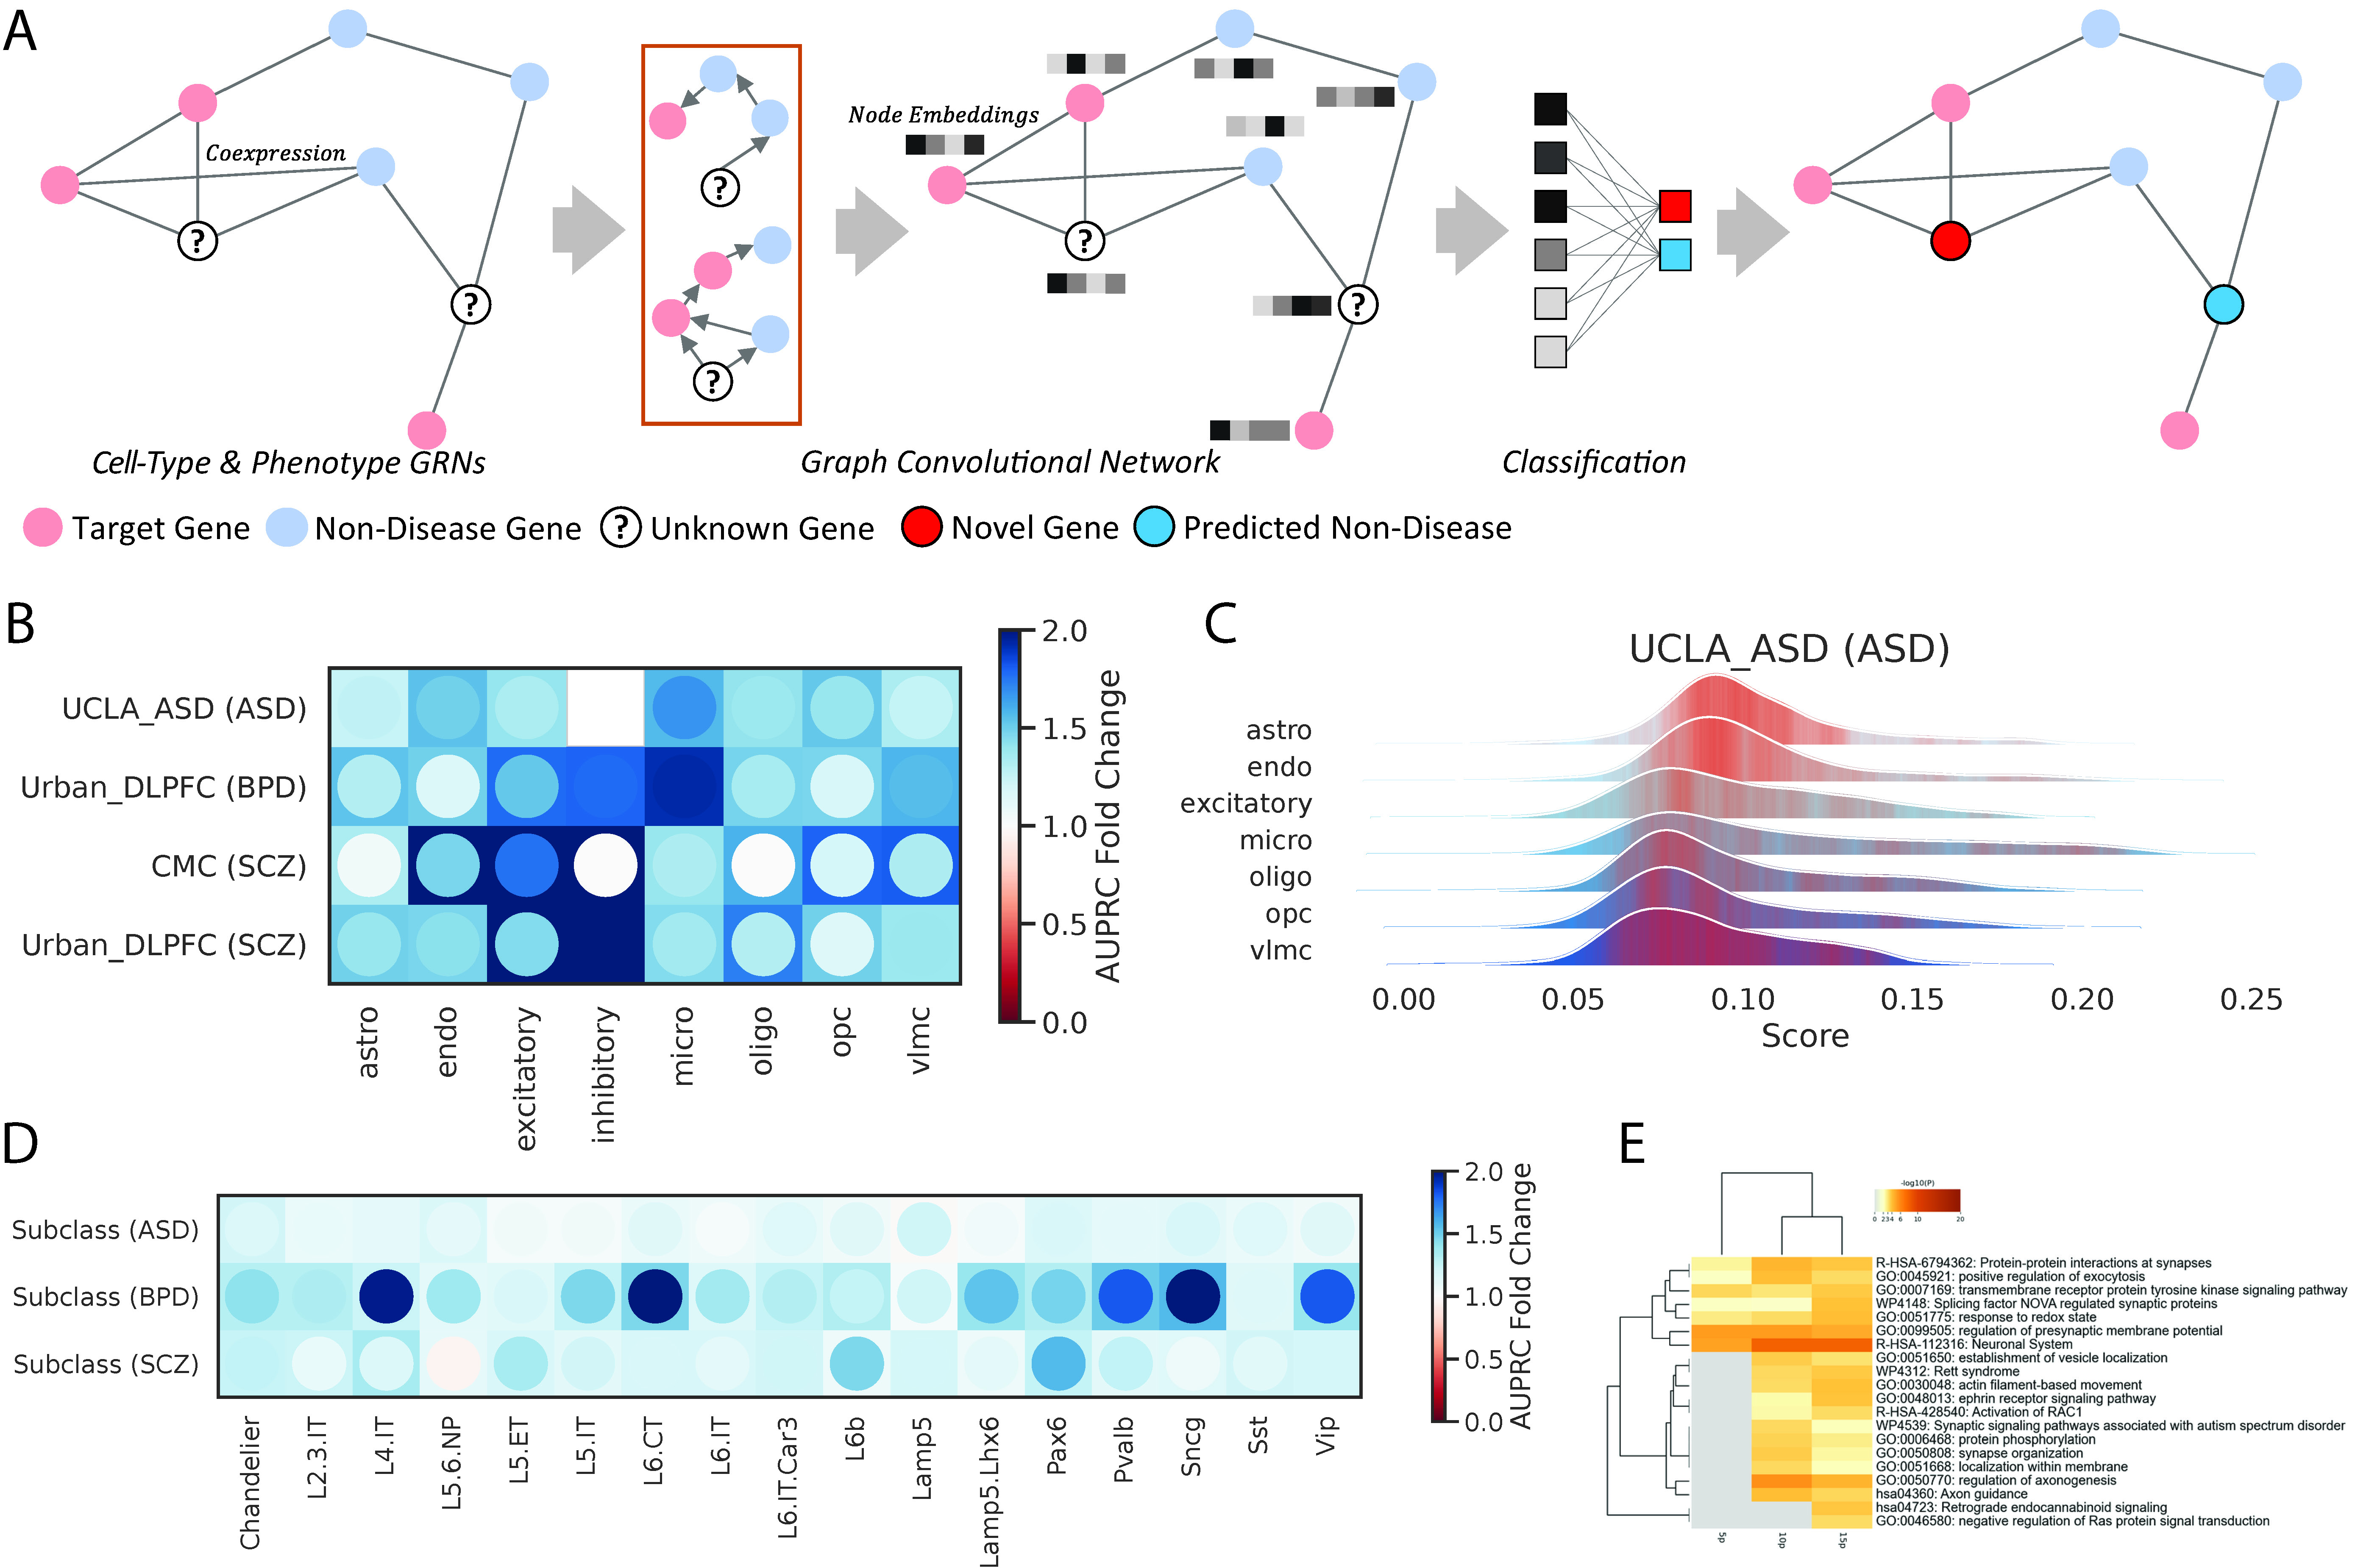 A
Coexpression
Node Embeddings
?
?
?
?
?
?
Cell-Type & Phenotype GRNs
Graph Convolutional Network
Classification
Target Gene
Non-Disease Gene
? Unknown Gene
Novel Gene
Predicted Non-Disease
B
UCLA_ASD (ASD)
Urban_DLPFC (BPD)
CMC (SCZ)
Urban_DLPFC (SCZ)
astro
endo
excitatory
inhibitory
micro
oligo
opc
vlmc
2.0
1.5
1.0
0.5
0.0
AUPRC Fold Change
C
UCLA_ASD (ASD)
astro
endo
excitatory
micro
oligo
opc
vlmc
0.00 0.05 0.10 0.15 0.20 0.25
Score
D
Subclass (ASD)
Subclass (BPD)
Subclass (SCZ)
Chandelier
L2.3.IT
L4.IT
L5.6.NP
L5.ET
L5.IT
L6.CT
L6.IT
L6.IT.Car3
L6b
Lamp5
Lamp5.Lhx6
Pax6
Pvalb
Sncg
Sst
Vip
2.0
1.5
1.0
0.5
0.0
AUPRC Fold Change
E
-log10(P)
0 2 3 4 6 10 20
R-HSA-6794362: Protein-protein interactions at synapses
GO:0045921: positive regulation of exocytosis
GO:0007169: transmembrane receptor protein tyrosine kinase signaling pathway
WP4148: Splicing factor NOVA regulated synaptic proteins
GO:0051775: response to redox state
GO:0099505: regulation of presynaptic membrane potential
R-HSA-112316: Neuronal System
GO:0051650: establishment of vesicle localization
WP4312: Rett syndrome
GO:0030048: actin filament-based movement
GO:0048013: ephrin receptor signaling pathway
R-HSA-428540: Activation of RAC1
WP4539: Synaptic signaling pathways associated with autism spectrum disorder
GO:0006468: protein phosphorylation
GO:0050808: synapse organization
GO:0051668: localization within membrane
GO:0050770: regulation of axonogenesis
hsa04360: Axon guidance
hsa04723: Retrograde endocannabinoid signaling
GO:0046580: negative regulation of Ras protein signal transduction
5p
10p
15p